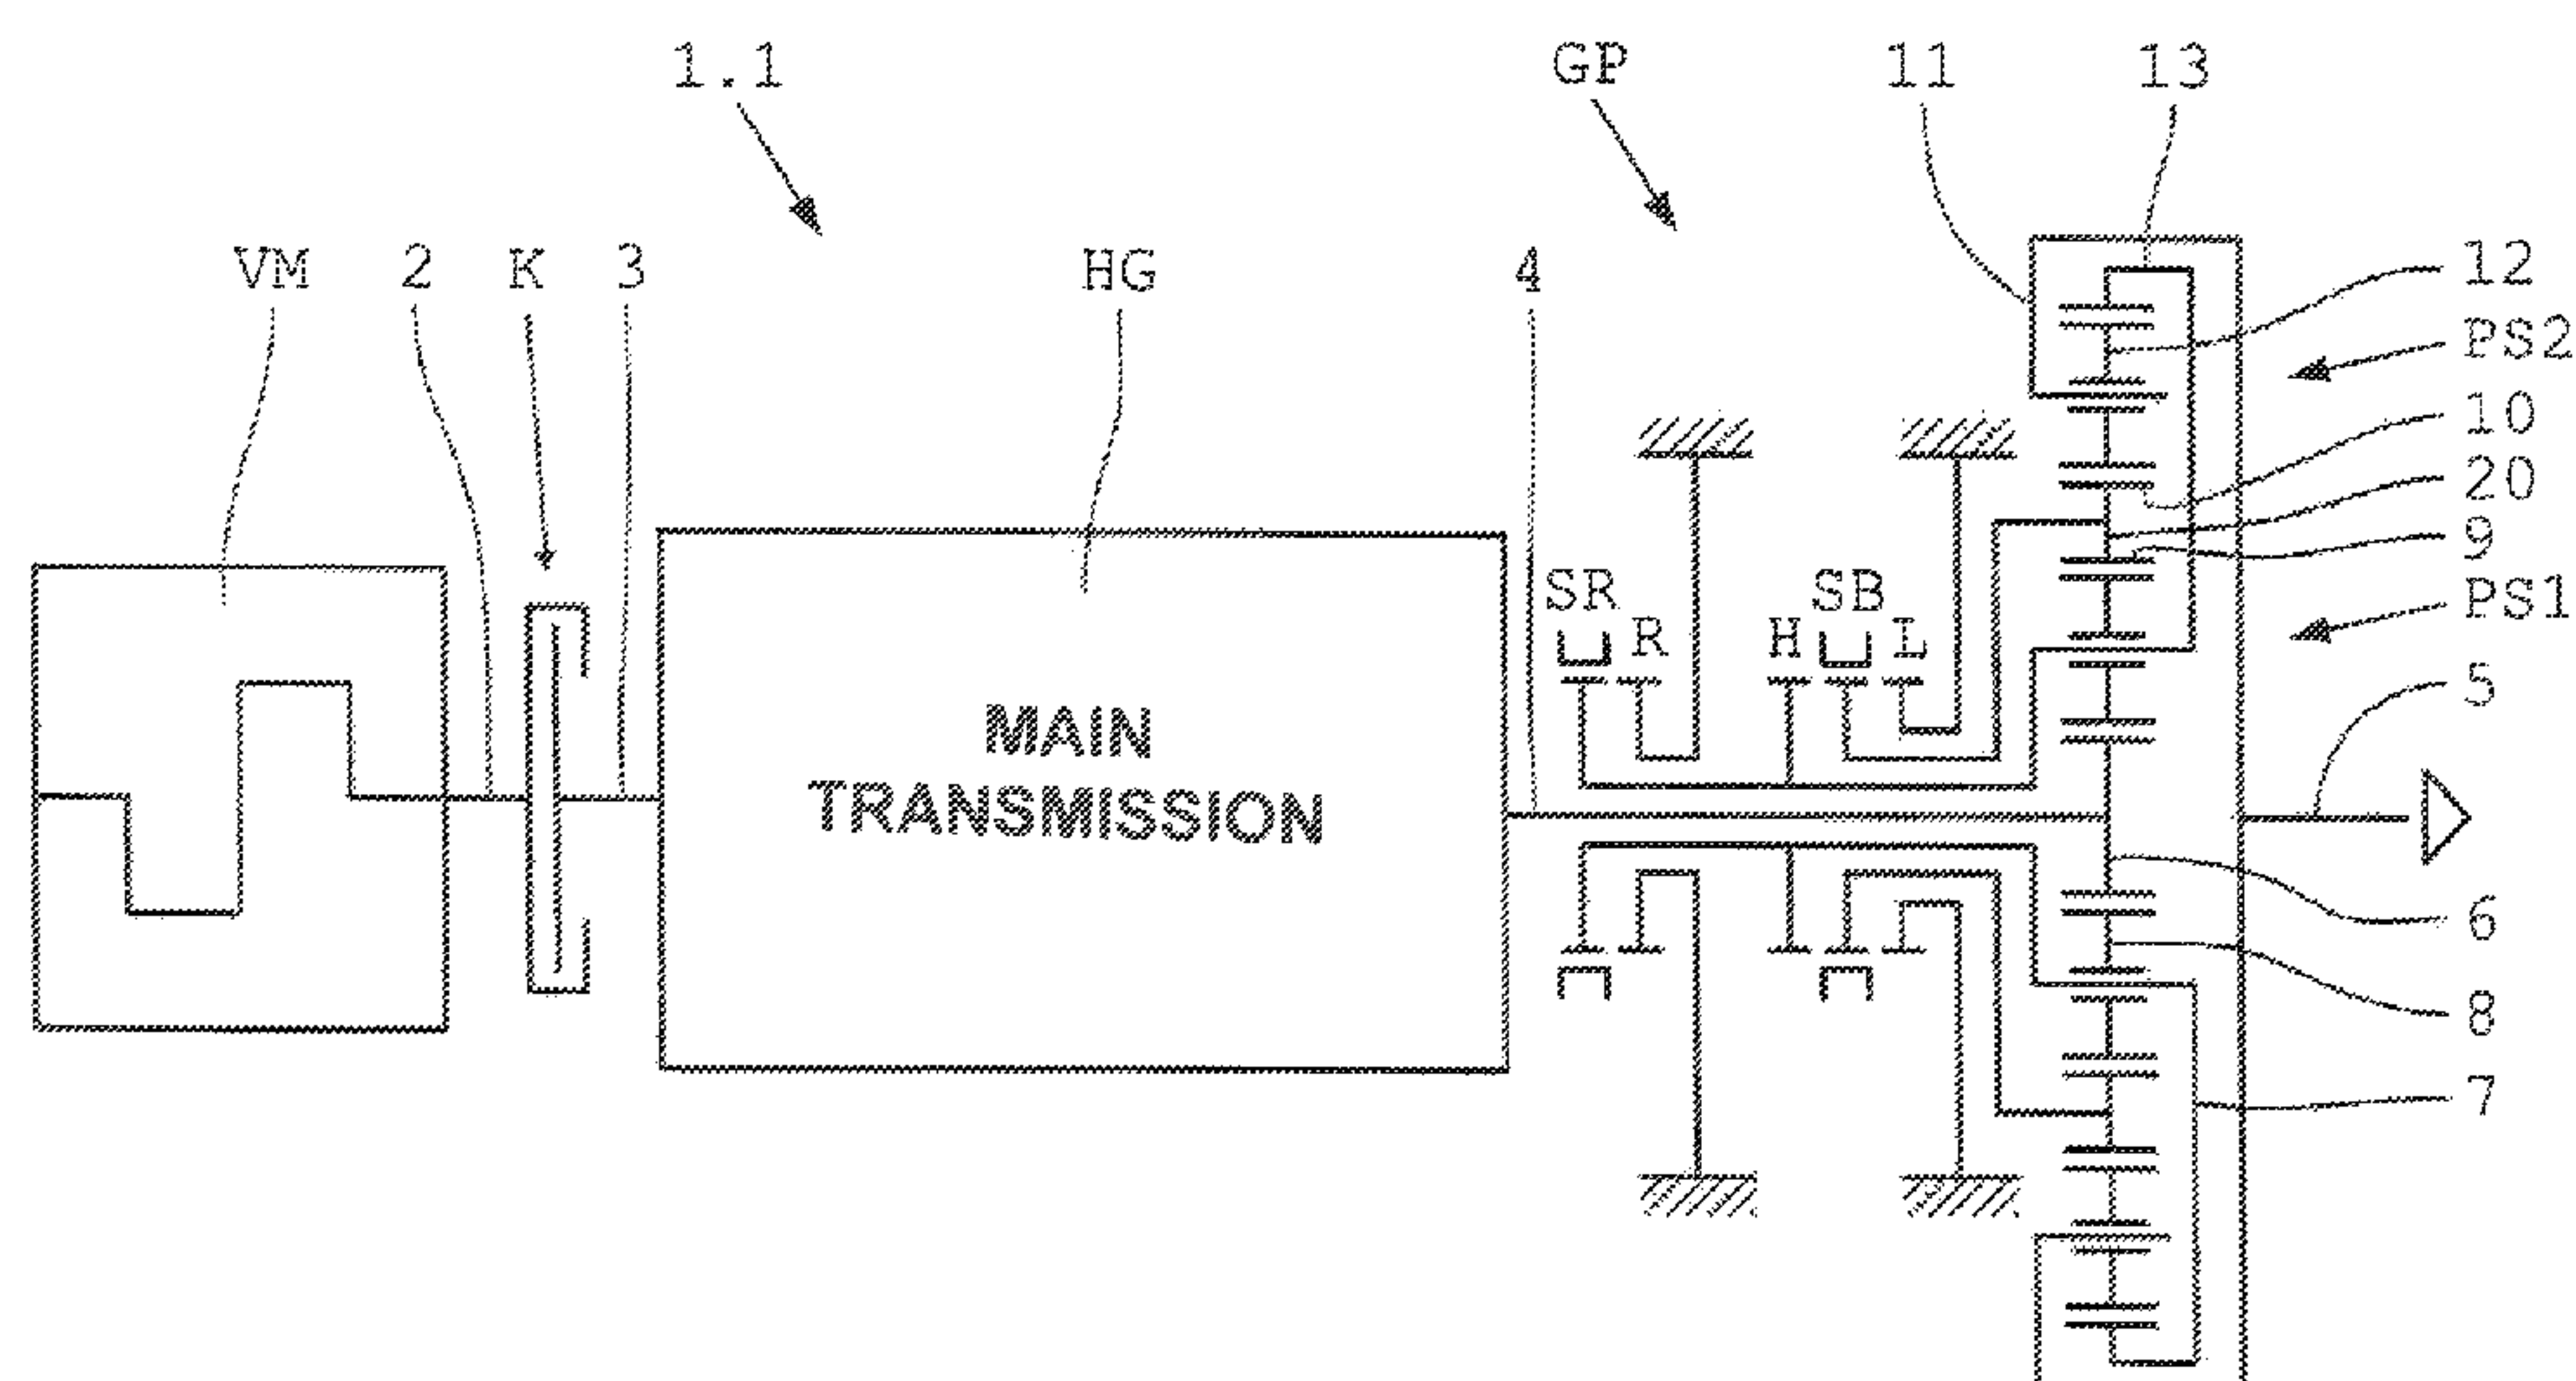 1.1 GP 11 13
VM 2 K 3 HG 4 12
PS2
10
20
9
SR R H SB L PS1
5
MAIN
TRANSMISSION
6
8
7